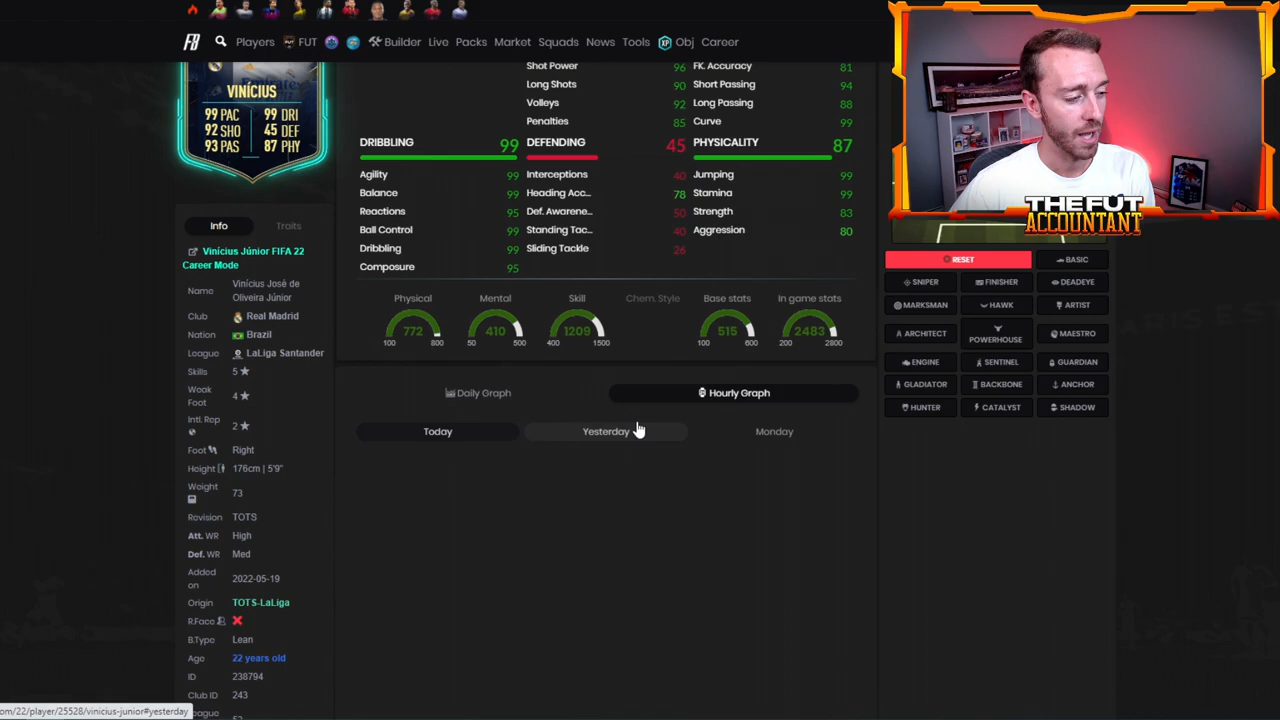 F8
Players
FUT
Builder
Live
Packs
Market
Squads
News
Tools
XP
Obj
Career
VINÍCIUS
99 PAC 99 DRI
92 SHO 45 DEF
93 PAS 87 PHY
Shot Power 96
Long Shots 90
Volleys 92
Penalties 85
FK. Accuracy 81
Short Passing 94
Long Passing 88
Curve 99
DRIBBLING 99
Agility 99
Balance 99
Reactions 95
Ball Control 99
Dribbling 99
Composure 95
DEFENDING 45
Interceptions 40
Heading Acc... 78
Def. Awarene... 50
Standing Tac... 40
Sliding Tackle 26
PHYSICALITY 87
Jumping 99
Stamina 99
Strength 83
Aggression 80
Physical
772
100 800
Mental
410
50 500
Skill
1209
400 1500
Chem. Style
Base stats
515
100 600
In game stats
2483
200 2800
Daily Graph
Hourly Graph
Today
Yesterday
Monday
Info
Traits
Vinícius Júnior FIFA 22
Career Mode
Name Vinícius José de
Oliveira Júnior
Club Real Madrid
Nation Brazil
League LaLiga Santander
Skills 5
Weak
Foot 4
Intl. Rep 2
Foot Right
Height 176cm | 5'9"
Weight 73
Revision TOTS
Att. WR High
Def. WR Med
Added
on 2022-05-19
Origin TOTS-LaLiga
R.Face
B.Type Lean
Age 22 years old
ID 238794
Club ID 243
THE FUT
ACCOUNTANT
RESET
BASIC
SNIPER
FINISHER
DEADEYE
MARKSMAN
HAWK
ARTIST
ARCHITECT
POWERHOUSE
MAESTRO
ENGINE
SENTINEL
GUARDIAN
GLADIATOR
BACKBONE
ANCHOR
HUNTER
CATALYST
SHADOW
om/22/player/25528/vinicius-junior#yesterday